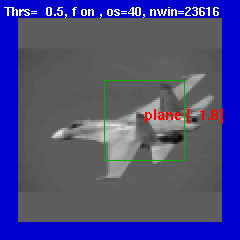 Thrs=  0.5, f on , os=40, nwin=23616
plane [ 1.8]